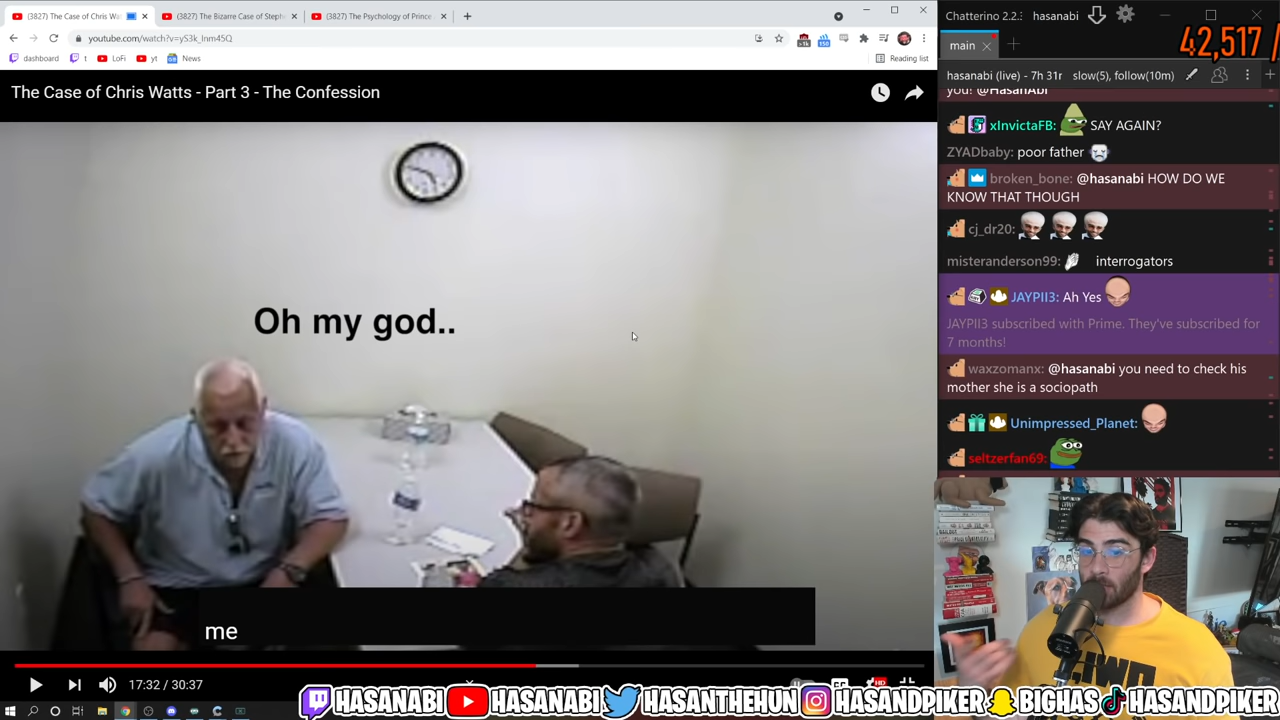 (3827) The Case of Chris Wat
(3827) The Bizarre Case of Steph
(3827) The Psychology of Prince
youtube.com/watch?v=yS3k_lnm45Q
dashboard
t
LoFi
yt
News
Reading list
The Case of Chris Watts - Part 3 - The Confession
Oh my god..
me
17:32 / 30:37
Chatterino 2.2.
hasanabi
42,517 /
main
hasanabi (live) - 7h 31r
slow(5), follow(10m)
you! @HasanAbi
xInvictaFB: SAY AGAIN?
ZYADbaby: poor father
broken_bone: @hasanabi HOW DO WE
KNOW THAT THOUGH
cj_dr20:
misteranderson99: interrogators
JAYPII3: Ah Yes
JAYPII3 subscribed with Prime. They've subscribed for
7 months!
waxzomanx: @hasanabi you need to check his
mother she is a sociopath
Unimpressed_Planet:
seltzerfan69:
HASANABI HASANABI HASANTHEHUN HASANDPIKER BIGHAS HASANDPIKER